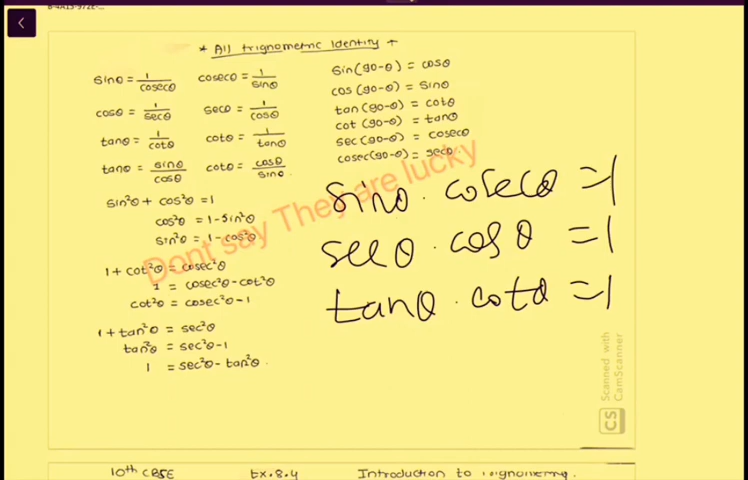 * All trignometric Identity +
sinθ = 1/cosecθ cosecθ = 1/sinθ
cosθ = 1/secθ secθ = 1/cosθ
tanθ = 1/cotθ cotθ = 1/tanθ
tanθ = sinθ/cosθ cotθ = cosθ/sinθ
sin(90-θ) = cosθ
cos(90-θ) = sinθ
tan(90-θ) = cotθ
cot(90-θ) = tanθ
sec(90-θ) = cosecθ
cosec(90-θ) = secθ
sin²θ + cos²θ = 1
cos²θ = 1-sin²θ
sin²θ = 1-cos²θ
1+cot²θ = cosec²θ
1 = cosec²θ-cot²θ
cot²θ = cosec²θ-1
1+tan²θ = sec²θ
tan²θ = sec²θ-1
1 = sec²θ-tan²θ.
sinθ . cosecθ =1
secθ . cosθ =1
tanθ . cotθ =1
Dont say They are lucky
CS Scanned with
CamScanner
10th CBSE Ex.8.4 Introduction to Trignometry.